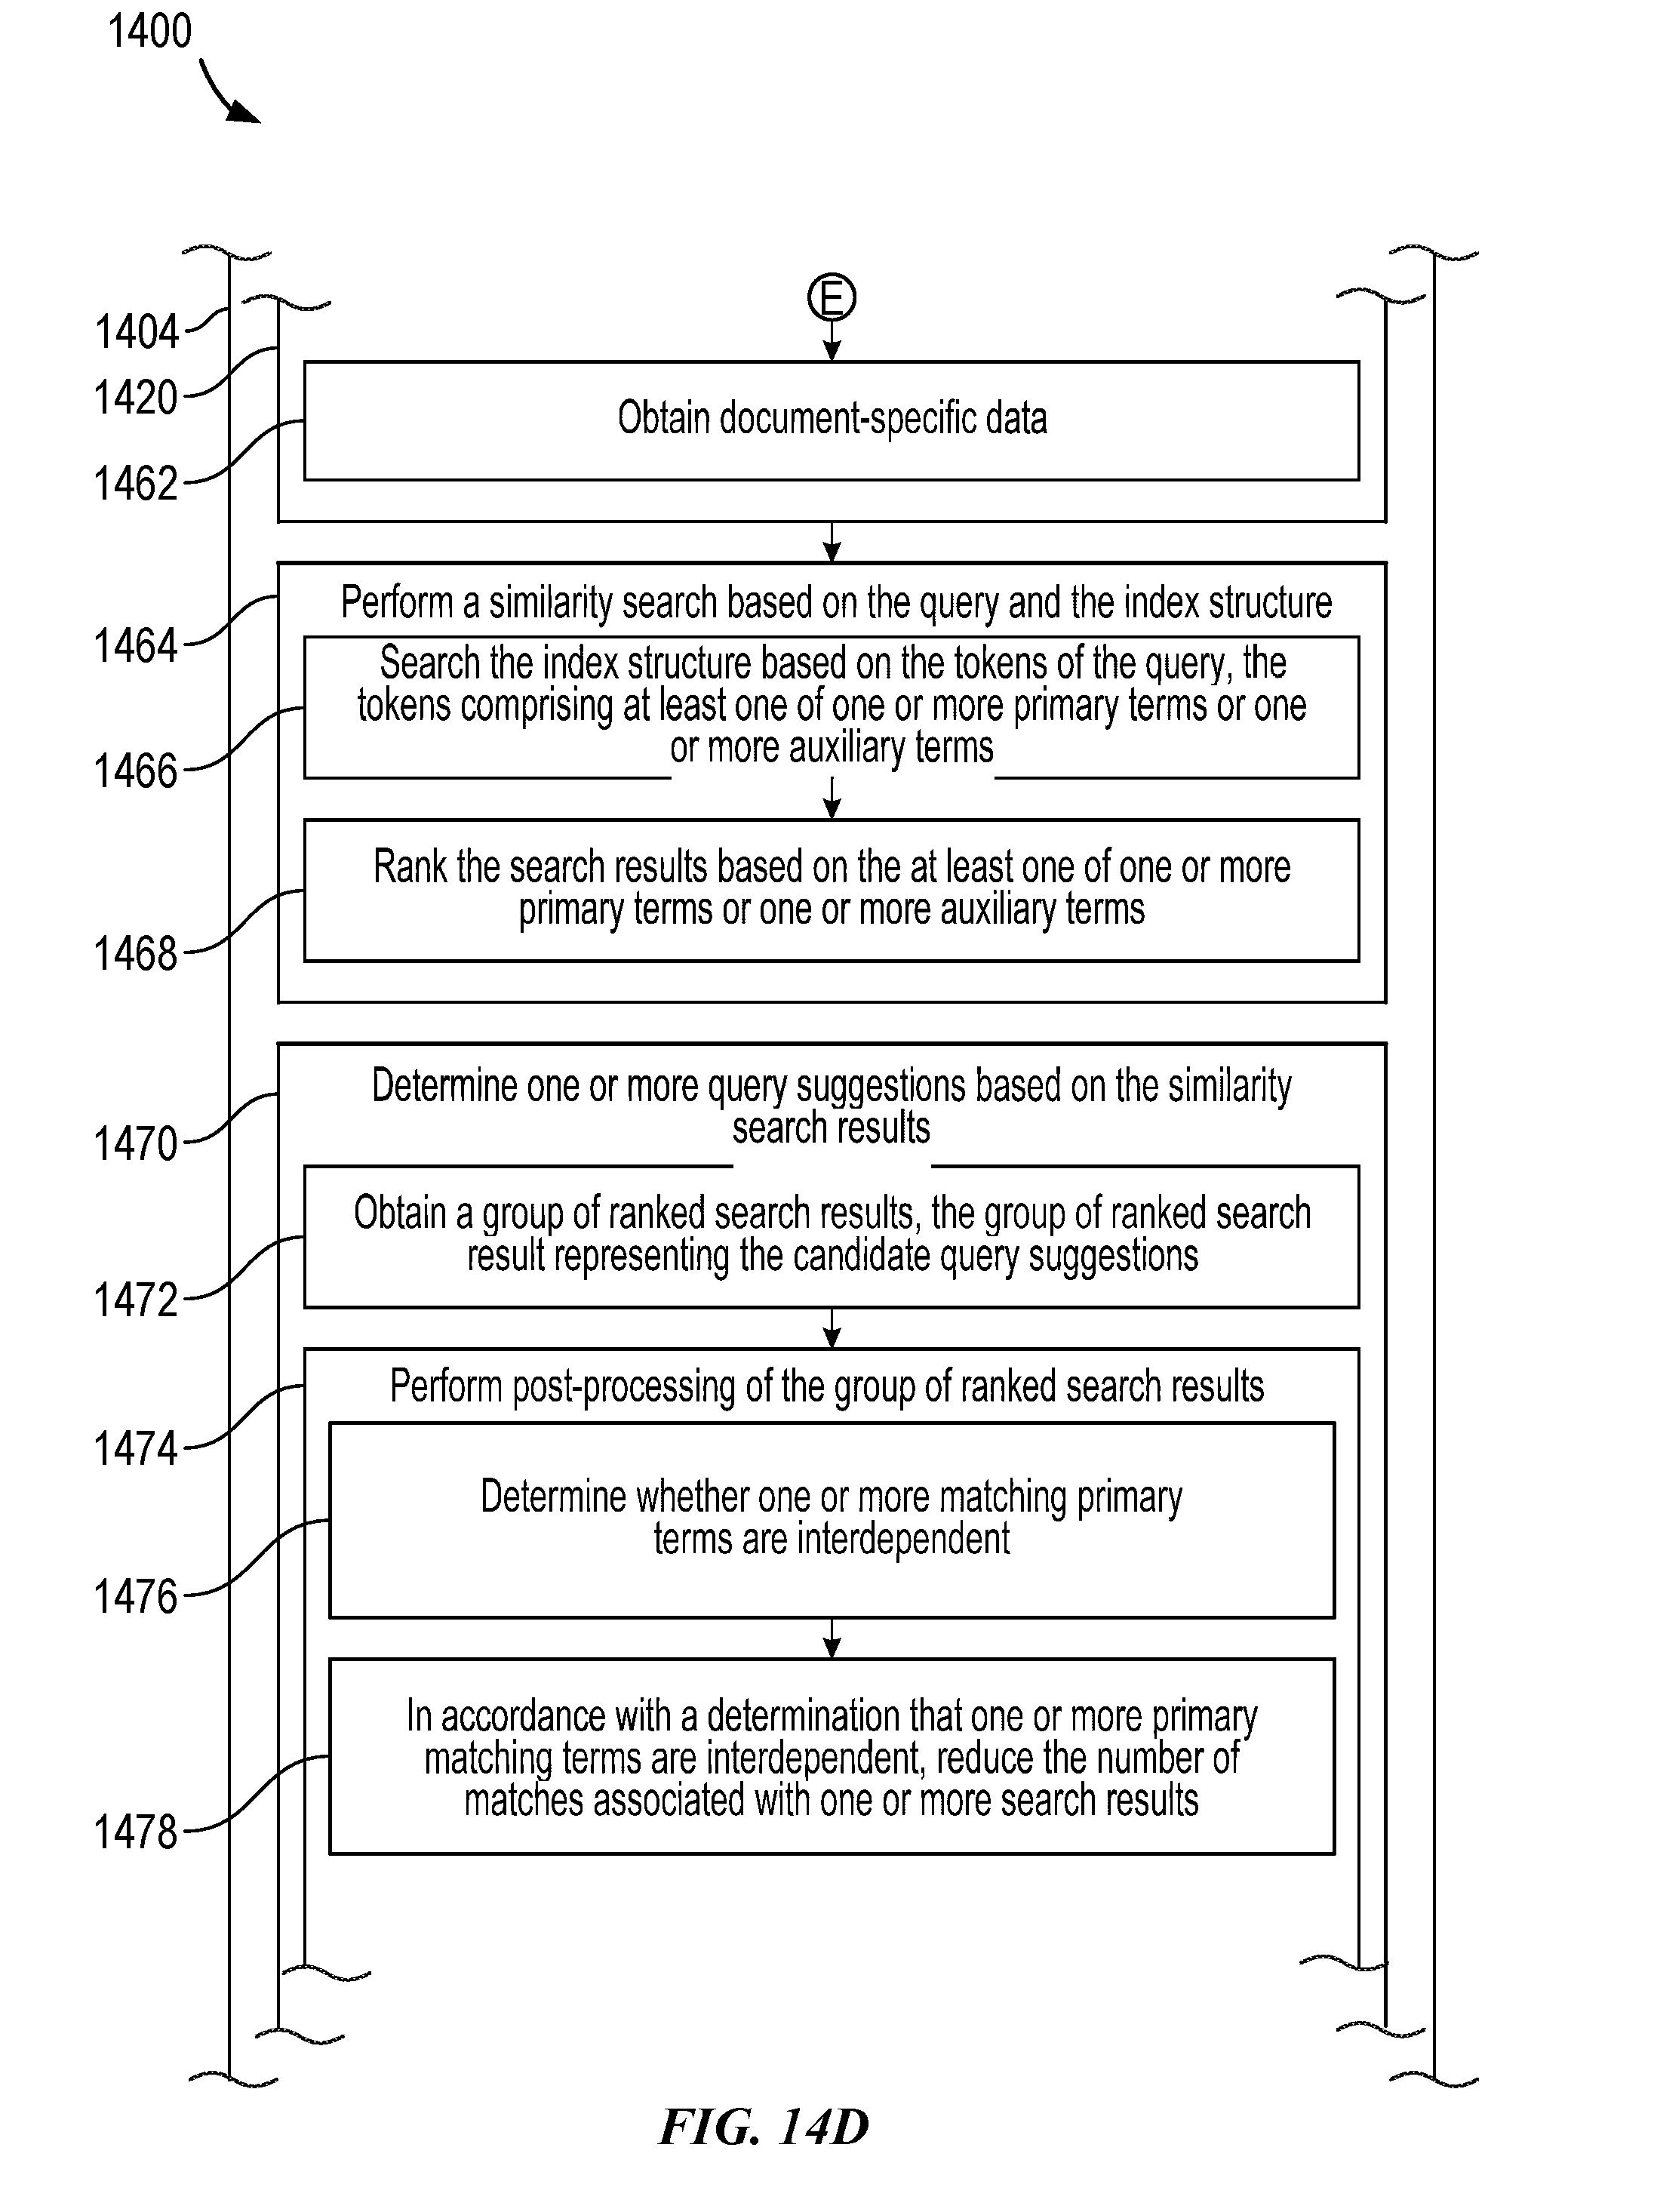 1400
E
1404
1420
1462
Obtain document-specific data
1464
Perform a similarity search based on the query and the index structure
1466
Search the index structure based on the tokens of the query, the
tokens comprising at least one of one or more primary terms or one
or more auxiliary terms
1468
Rank the search results based on the at least one of one or more
primary terms or one or more auxiliary terms
1470
Determine one or more query suggestions based on the similarity
search results
1472
Obtain a group of ranked search results, the group of ranked search
result representing the candidate query suggestions
1474
Perform post-processing of the group of ranked search results
1476
Determine whether one or more matching primary
terms are interdependent
1478
In accordance with a determination that one or more primary
matching terms are interdependent, reduce the number of
matches associated with one or more search results
FIG. 14D